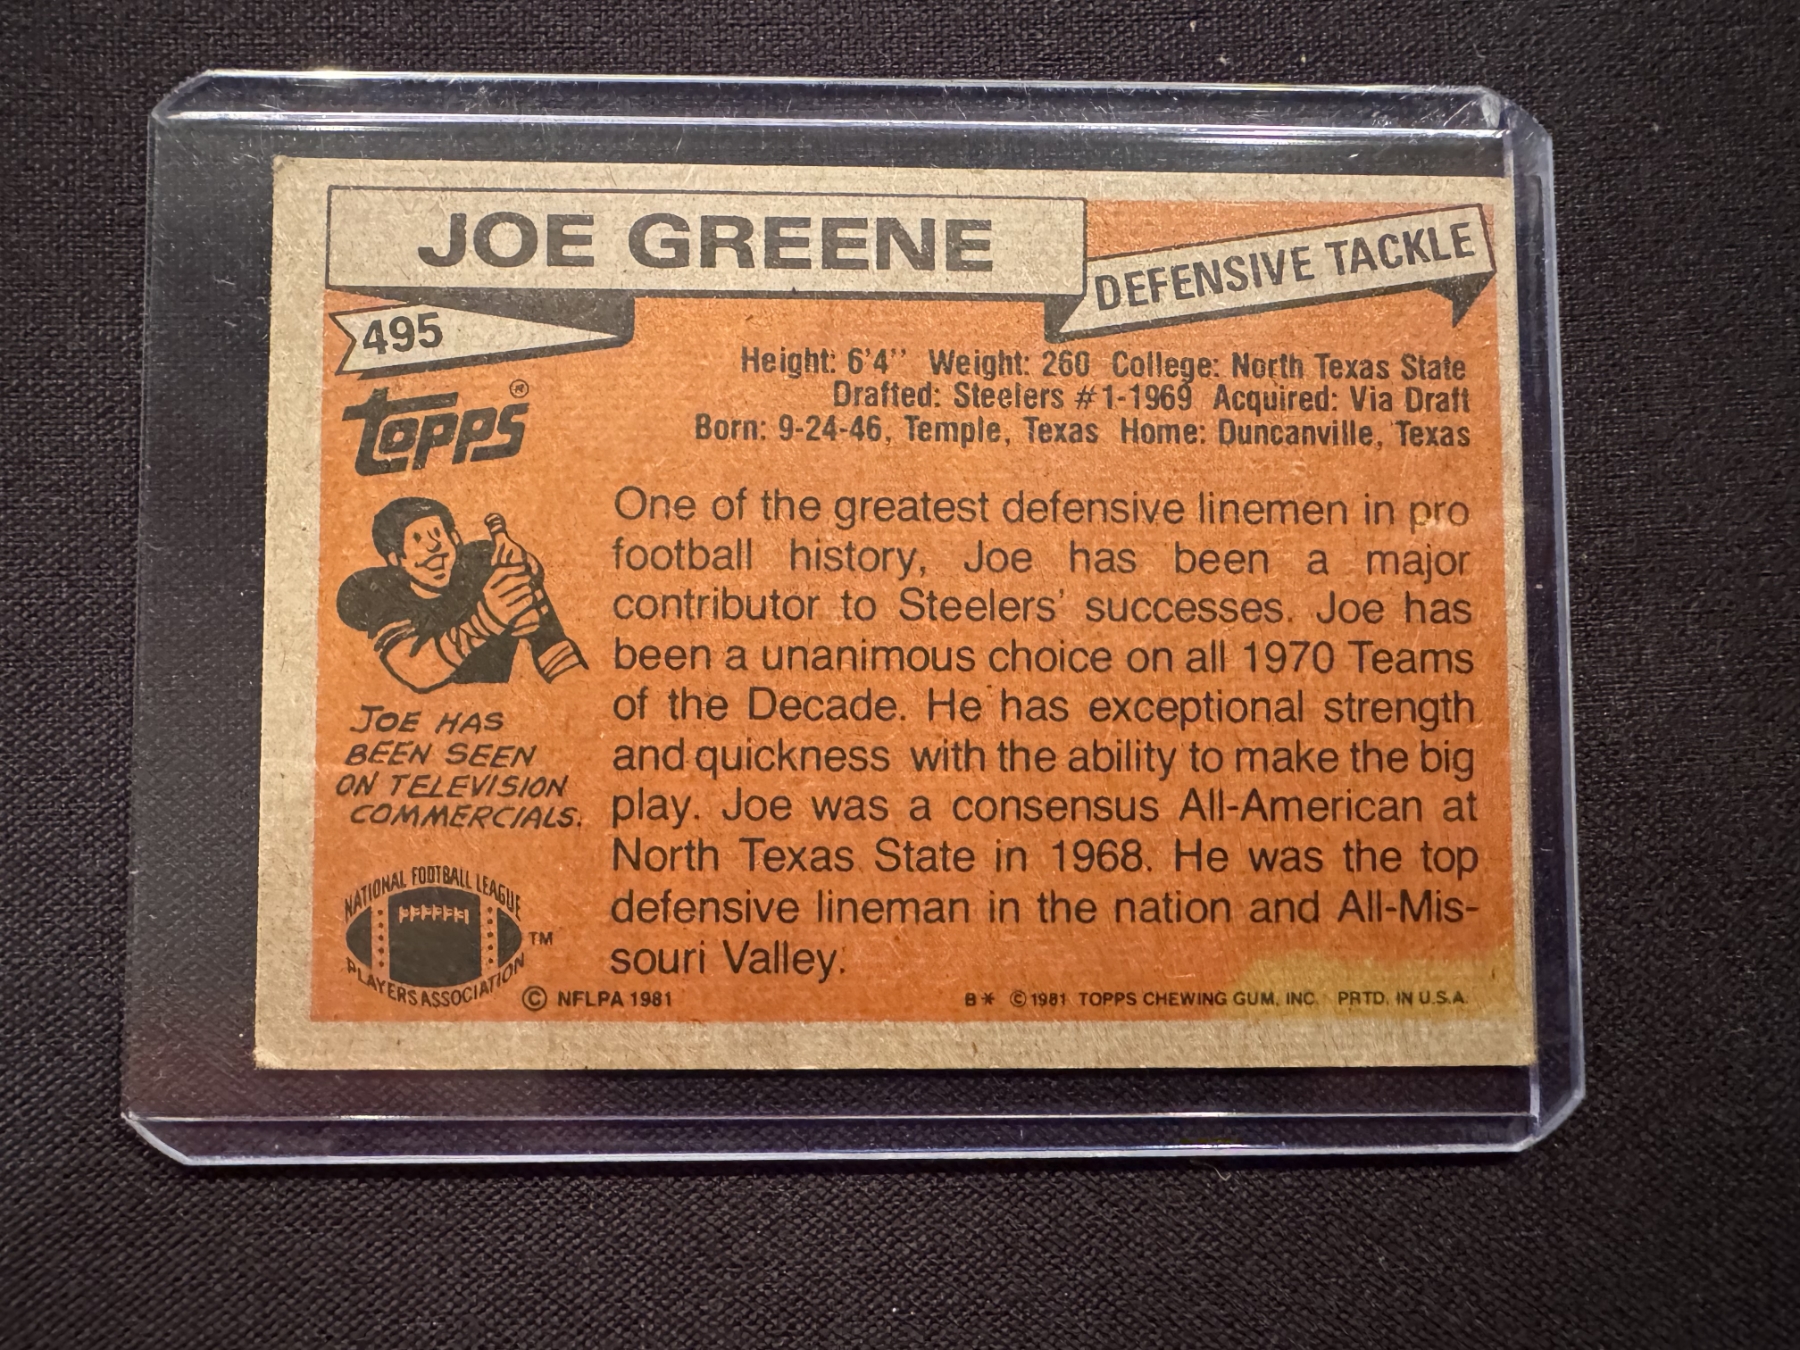 JOE GREENE
DEFENSIVE TACKLE
495
topps®
Height: 6'4'' Weight: 260 College: North Texas State
Drafted: Steelers #1-1969 Acquired: Via Draft
Born: 9-24-46, Temple, Texas Home: Duncanville, Texas
One of the greatest defensive linemen in pro
football history, Joe has been a major
contributor to Steelers' successes. Joe has
been a unanimous choice on all 1970 Teams
of the Decade. He has exceptional strength
and quickness with the ability to make the big
play. Joe was a consensus All-American at
North Texas State in 1968. He was the top
defensive lineman in the nation and All-Mis-
souri Valley.
JOE HAS
BEEN SEEN
ON TELEVISION
COMMERCIALS.
NATIONAL FOOTBALL LEAGUE
PLAYERS ASSOCIATION
TM
© NFLPA 1981
B* © 1981 TOPPS CHEWING GUM, INC. PRTD. IN U.S.A.